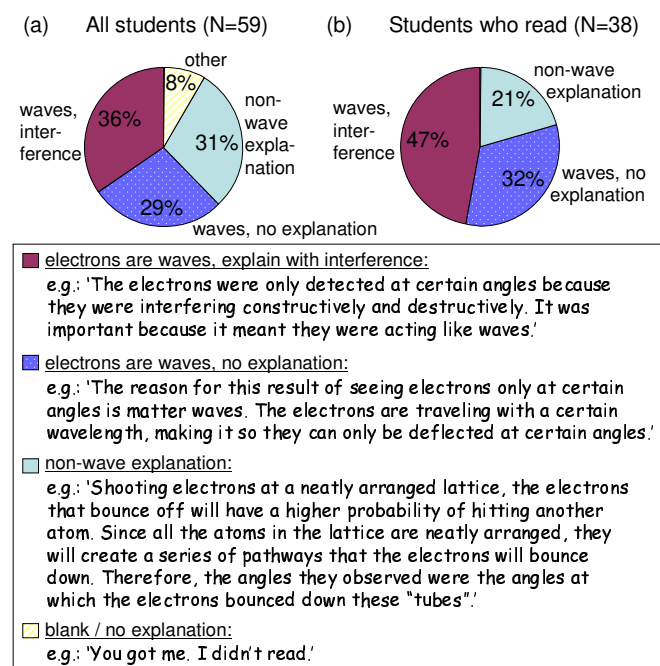 (a) All students (N=59)
(b) Students who read (N=38)
other
8%
waves,
inter-
ference
36%
non-
wave
expla-
nation
31%
29%
waves, no explanation
non-wave
explanation
21%
waves,
inter-
ference
47%
waves, no
explanation
32%
electrons are waves, explain with interference:
e.g.: 'The electrons were only detected at certain angles because
they were interfering constructively and destructively. It was
important because it meant they were acting like waves.'
electrons are waves, no explanation:
e.g.: 'The reason for this result of seeing electrons only at certain
angles is matter waves. The electrons are traveling with a certain
wavelength, making it so they can only be deflected at certain angles.'
non-wave explanation:
e.g.: 'Shooting electrons at a neatly arranged lattice, the electrons
that bounce off will have a higher probability of hitting another
atom. Since all the atoms in the lattice are neatly arranged, they
will create a series of pathways that the electrons will bounce
down. Therefore, the angles they observed were the angles at
which the electrons bounced down these “tubes”.'
blank / no explanation:
e.g.: 'You got me. I didn't read.'